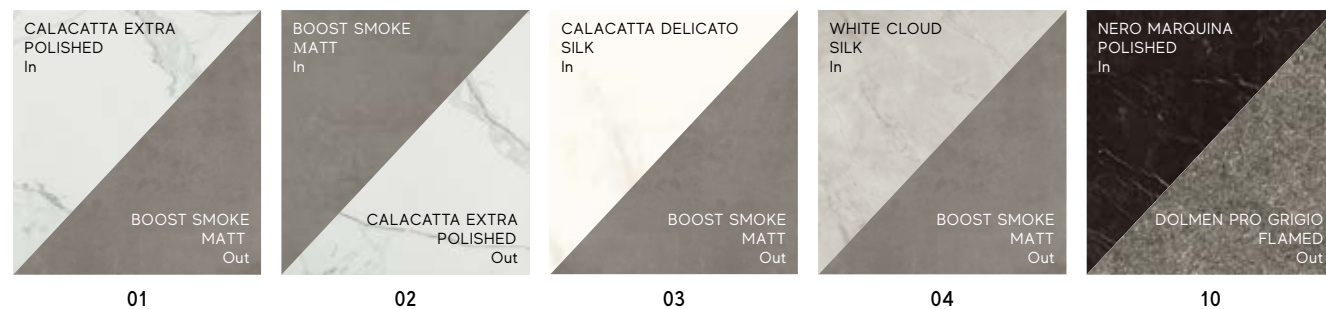 CALACATTA EXTRA
POLISHED
In
BOOST SMOKE
MATT
Out
01
BOOST SMOKE
MATT
In
CALACATTA EXTRA
POLISHED
Out
02
CALACATTA DELICATO
SILK
In
BOOST SMOKE
MATT
Out
03
WHITE CLOUD
SILK
In
BOOST SMOKE
MATT
Out
04
NERO MARQUINA
POLISHED
In
DOLMEN PRO GRIGIO
FLAMED
Out
10